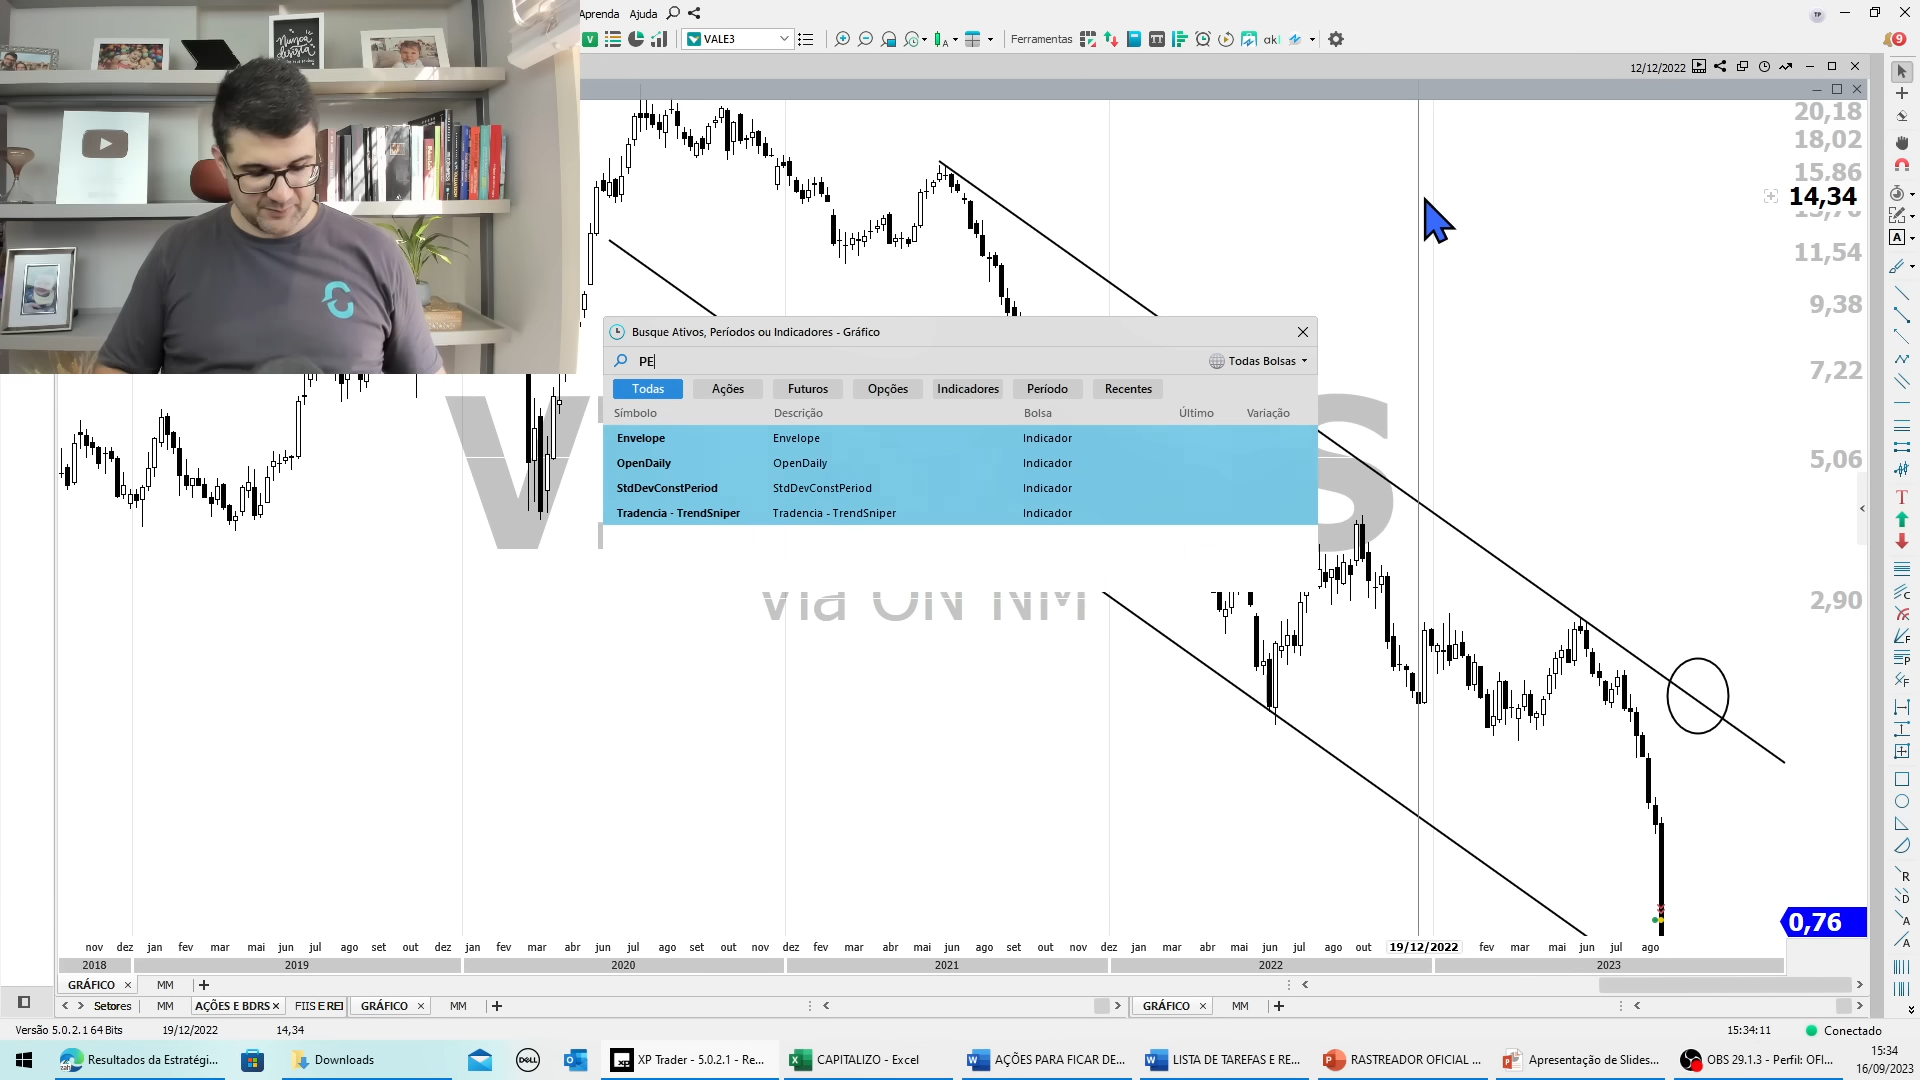 Aprenda Ajuda
VALE3
Ferramentas
9
12/12/2022
20,18
18,02
15,86
14,34
11,54
9,38
7,22
5,06
2,90
0,76
Busque Ativos, Períodos ou Indicadores - Gráfico
PE
Todas Bolsas
Todas Ações Futuros Opções Indicadores Período Recentes
Símbolo Descrição Bolsa Último Variação
Envelope Envelope Indicador
OpenDaily OpenDaily Indicador
StdDevConstPeriod StdDevConstPeriod Indicador
Tradencia - TrendSniper Tradencia - TrendSniper Indicador
Via ON NM
nov dez jan fev mar mai jun jul ago set out dez jan fev mar abr jun jul ago set out nov dez fev mar abr mai jun ago set out nov dez jan mar abr mai jun jul ago out 19/12/2022 fev mar mai jun jul ago
2018 2019 2020 2021 2022 2023
GRÁFICO MM
Setores MM AÇÕES E BDRS FIIS E REI GRÁFICO MM GRÁFICO MM
Versão 5.0.2.1 64 Bits 19/12/2022 14,34 15:34:11 Conectado
Resultados da Estratégi... Downloads DELL XP Trader - 5.0.2.1 - Re... CAPITALIZO - Excel AÇÕES PARA FICAR DE... LISTA DE TAREFAS E RE... RASTREADOR OFICIAL ... Apresentação de Slides... OBS 29.1.3 - Perfil: OFI...
15:34
16/09/2023